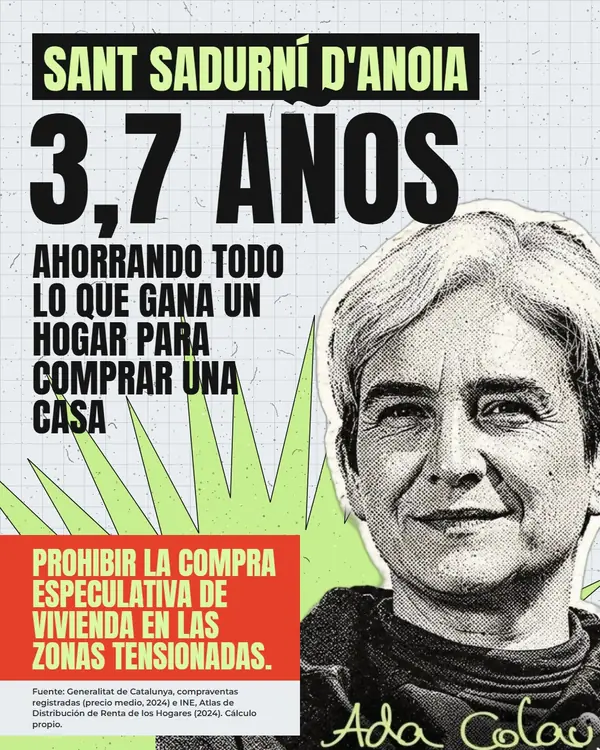 SANT SADURNÍ D'ANOIA
3,7 AÑOS
AHORRANDO TODO
LO QUE GANA UN
HOGAR PARA
COMPRAR UNA
CASA
PROHIBIR LA COMPRA
ESPECULATIVA DE
VIVIENDA EN LAS
ZONAS TENSIONADAS.
Fuente: Generalitat de Catalunya, compraventas
registradas (precio medio, 2024) e INE, Atlas de
Distribución de Renta de los Hogares (2024). Cálculo
propio.
Ada Colau